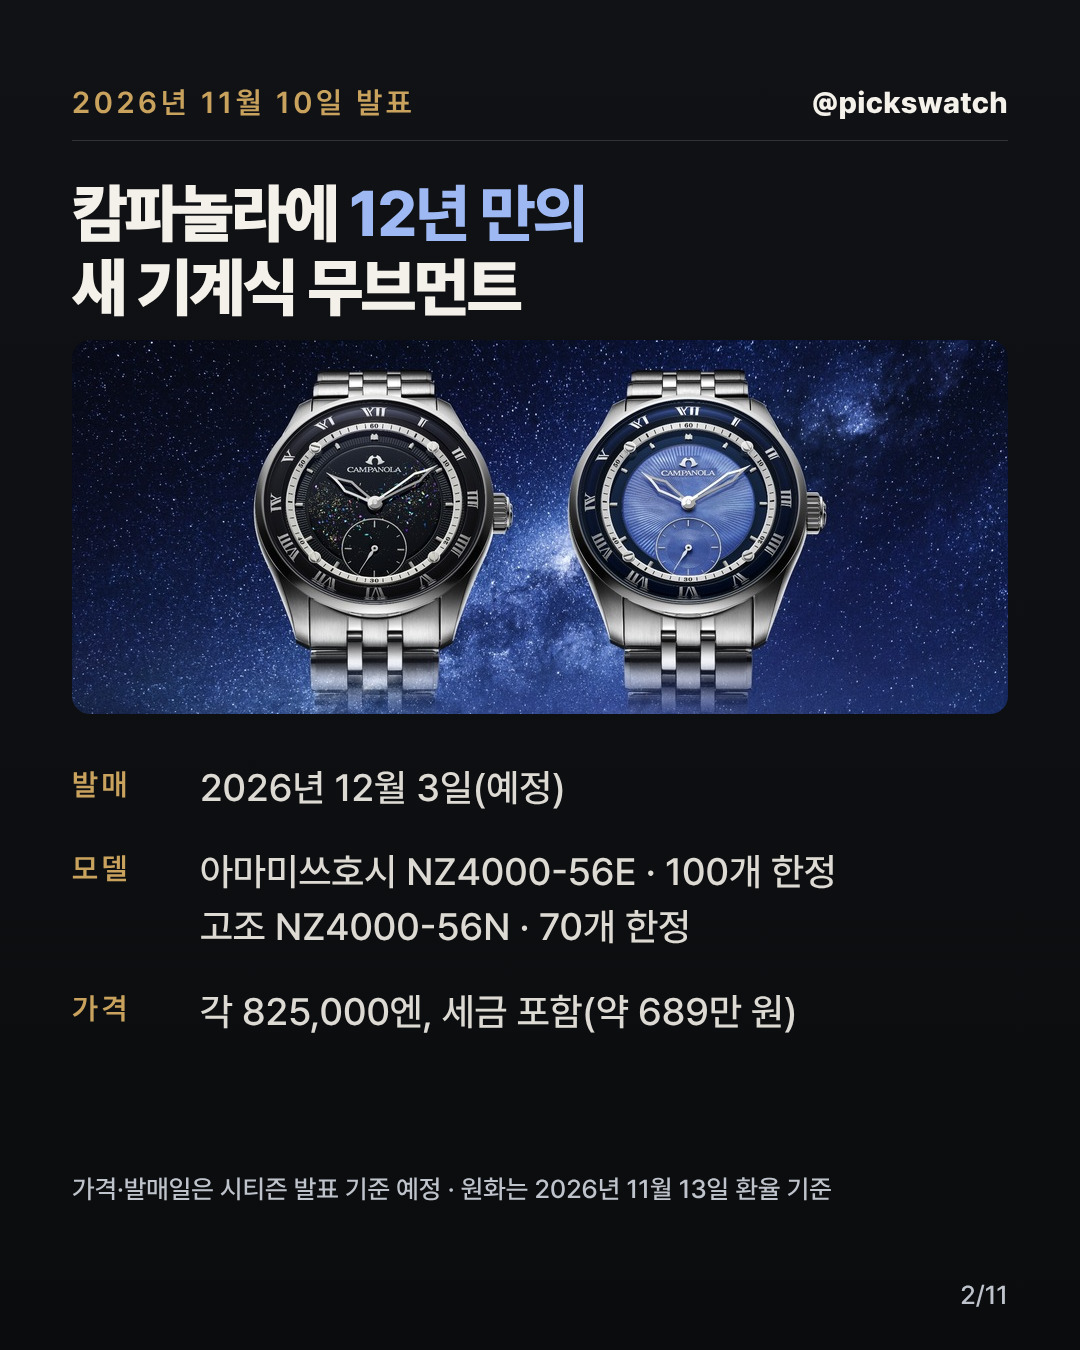 2026년 11월 10일 발표
@pickswatch
캄파놀라에 12년 만의
새 기계식 무브먼트
CAMPANOLA
CAMPANOLA
발매
2026년 12월 3일(예정)
모델
아마미쓰호시 NZ4000-56E · 100개 한정
고조 NZ4000-56N · 70개 한정
가격
각 825,000엔, 세금 포함(약 689만 원)
가격·발매일은 시티즌 발표 기준 예정 · 원화는 2026년 11월 13일 환율 기준
2/11